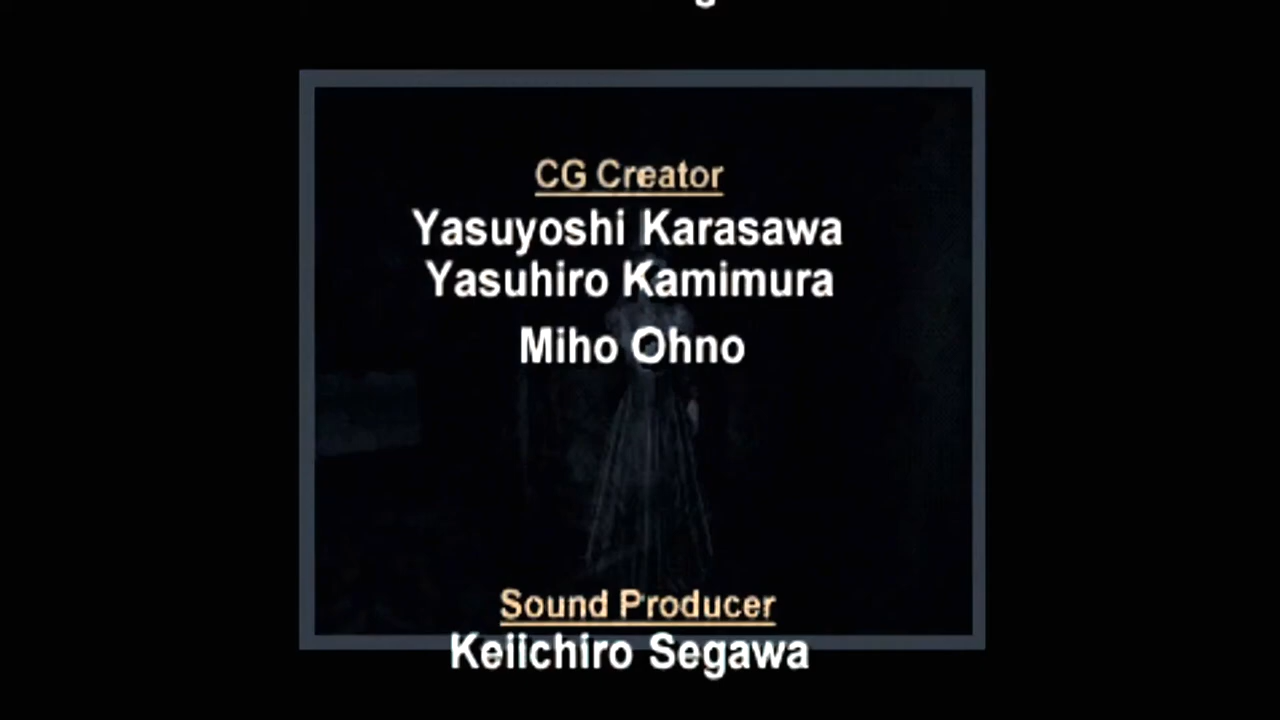 CG Creator
Yasuyoshi Karasawa
Yasuhiro Kamimura
Miho Ohno
Sound Producer
Keiichiro Segawa